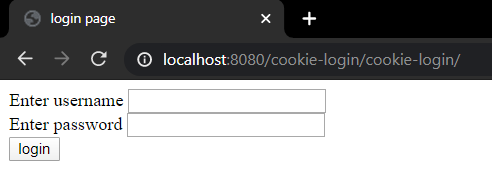 login page
localhost:8080/cookie-login/cookie-login/
Enter username
Enter password
login